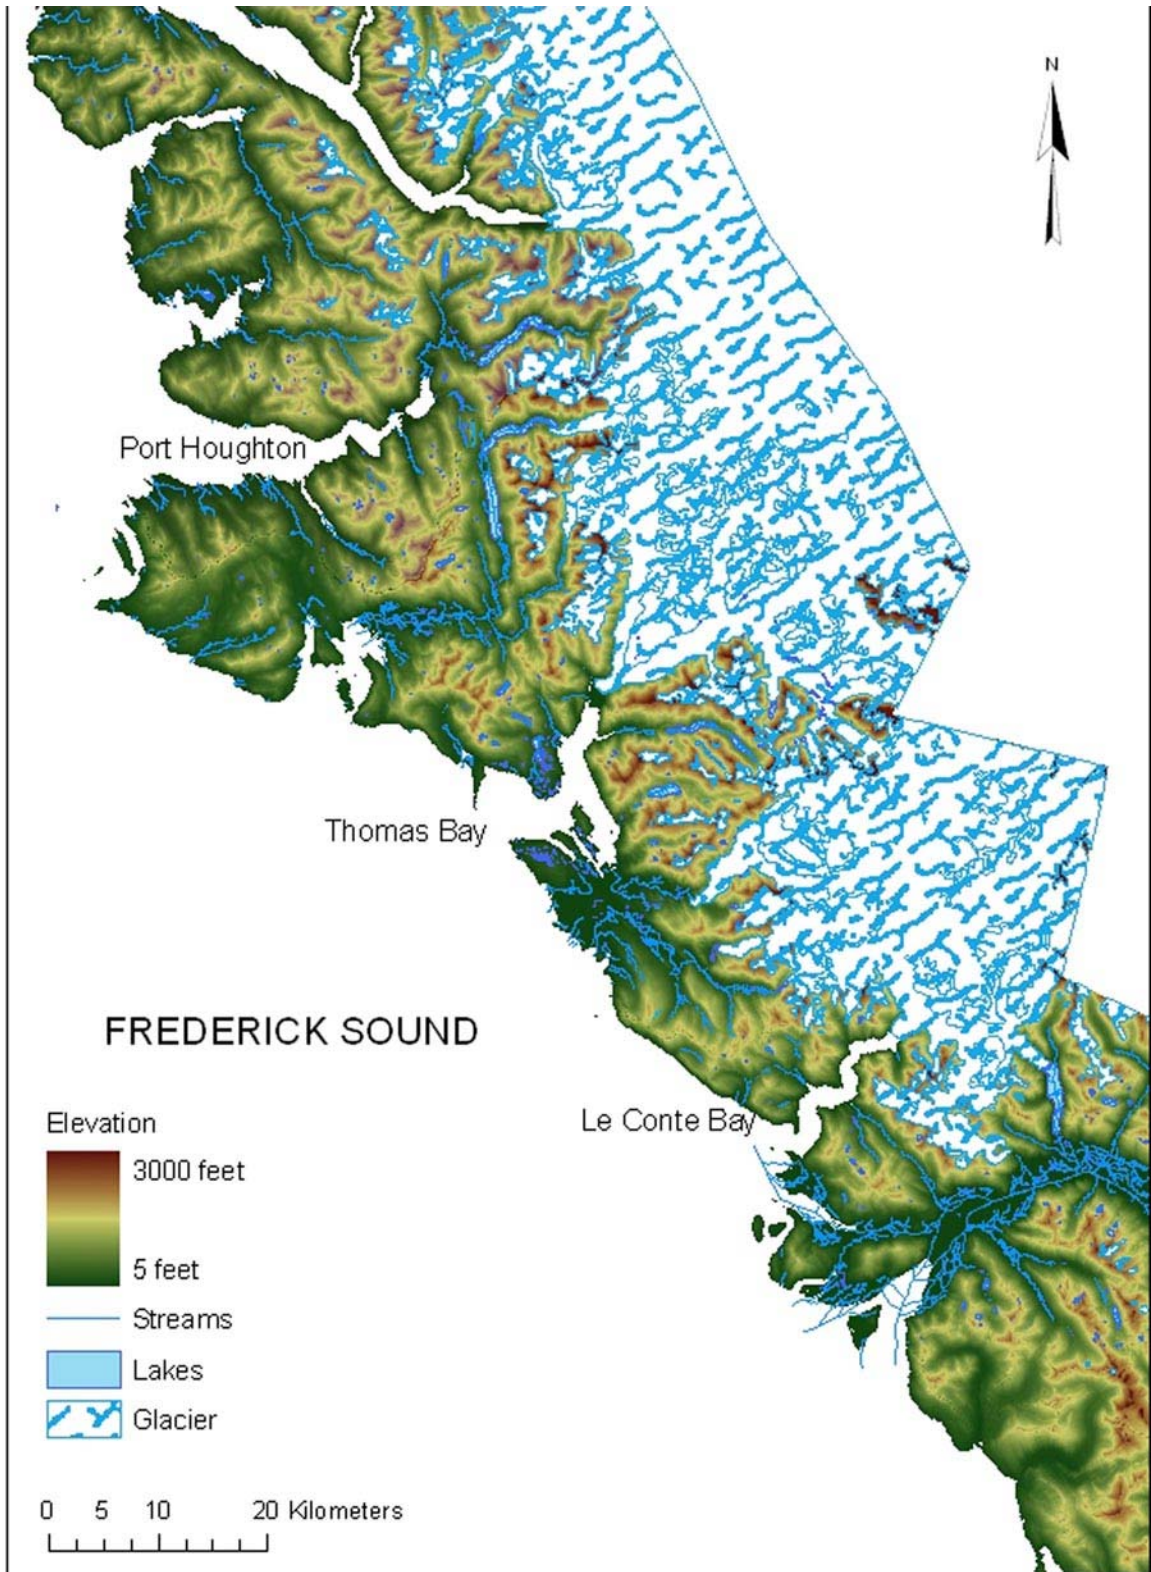 N
Port Houghton
Thomas Bay
FREDERICK SOUND
Le Conte Bay
Elevation
3000 feet
5 feet
Streams
Lakes
Glacier
0 5 10 20 Kilometers